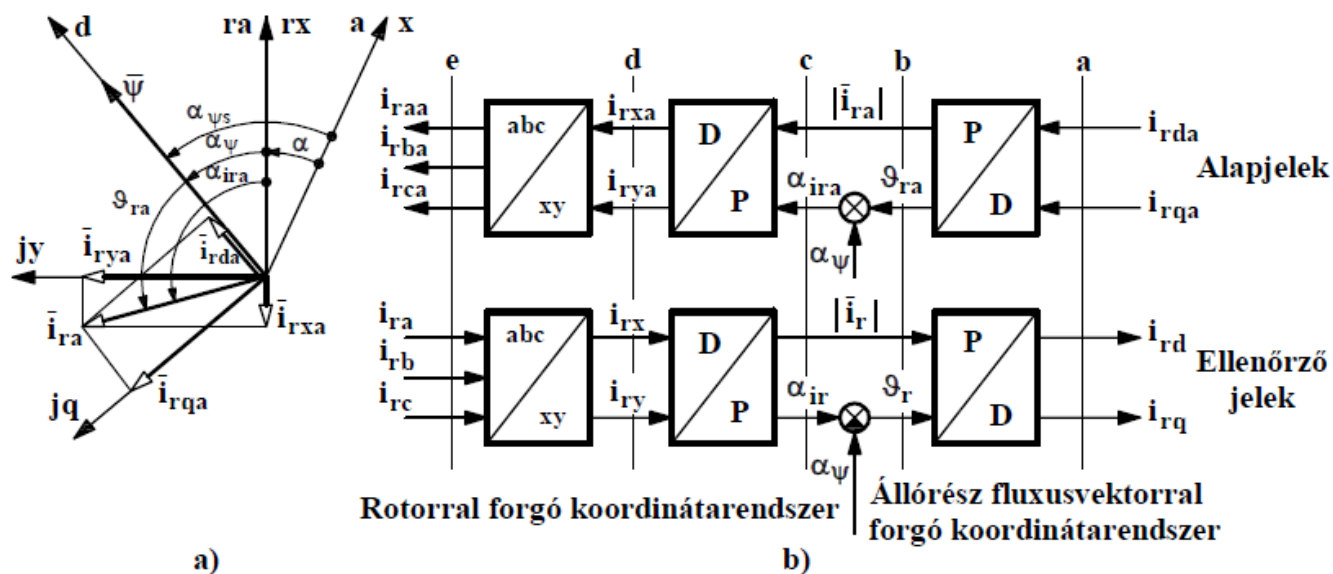 d
ra
rx
a
x
ψ̄
α_ψs
α_ψ
α
α_ira
ϑ_ra
ī_rda
jy
ī_rya
ī_ra
ī_rxa
ī_rqa
jq
a)
e
d
c
b
a
i_raa
i_rba
i_rca
abc
xy
i_rxa
i_rya
D
P
|ī_ra|
α_ira
ϑ_ra
α_ψ
P
D
i_rda
i_rqa
Alapjelek
i_ra
i_rb
i_rc
abc
xy
i_rx
i_ry
D
P
|ī_r|
α_ir
ϑ_r
α_ψ
P
D
i_rd
i_rq
Ellenőrző
jelek
Rotorral forgó koordinátarendszer
Állórész fluxusvektorral
forgó koordinátarendszer
b)